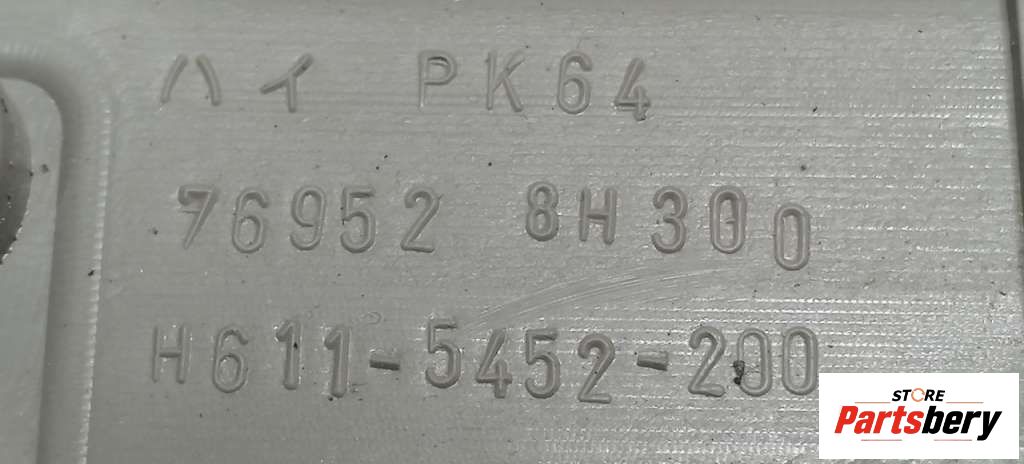 ハイ PK64
76952 8H300
H611-5452-200
STORE
Partsbery